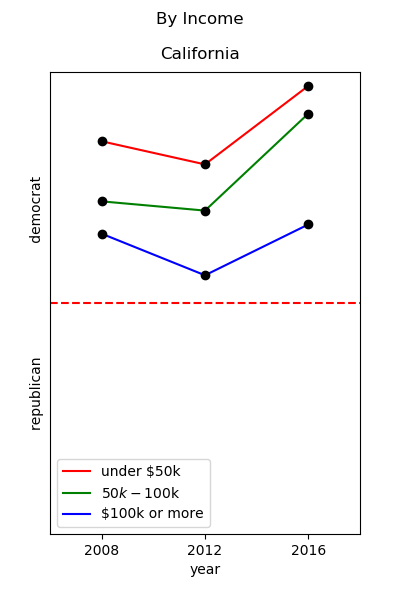 By Income
California
democrat
republican
under $50k
50k − 100k
$100k or more
2008 2012 2016
year